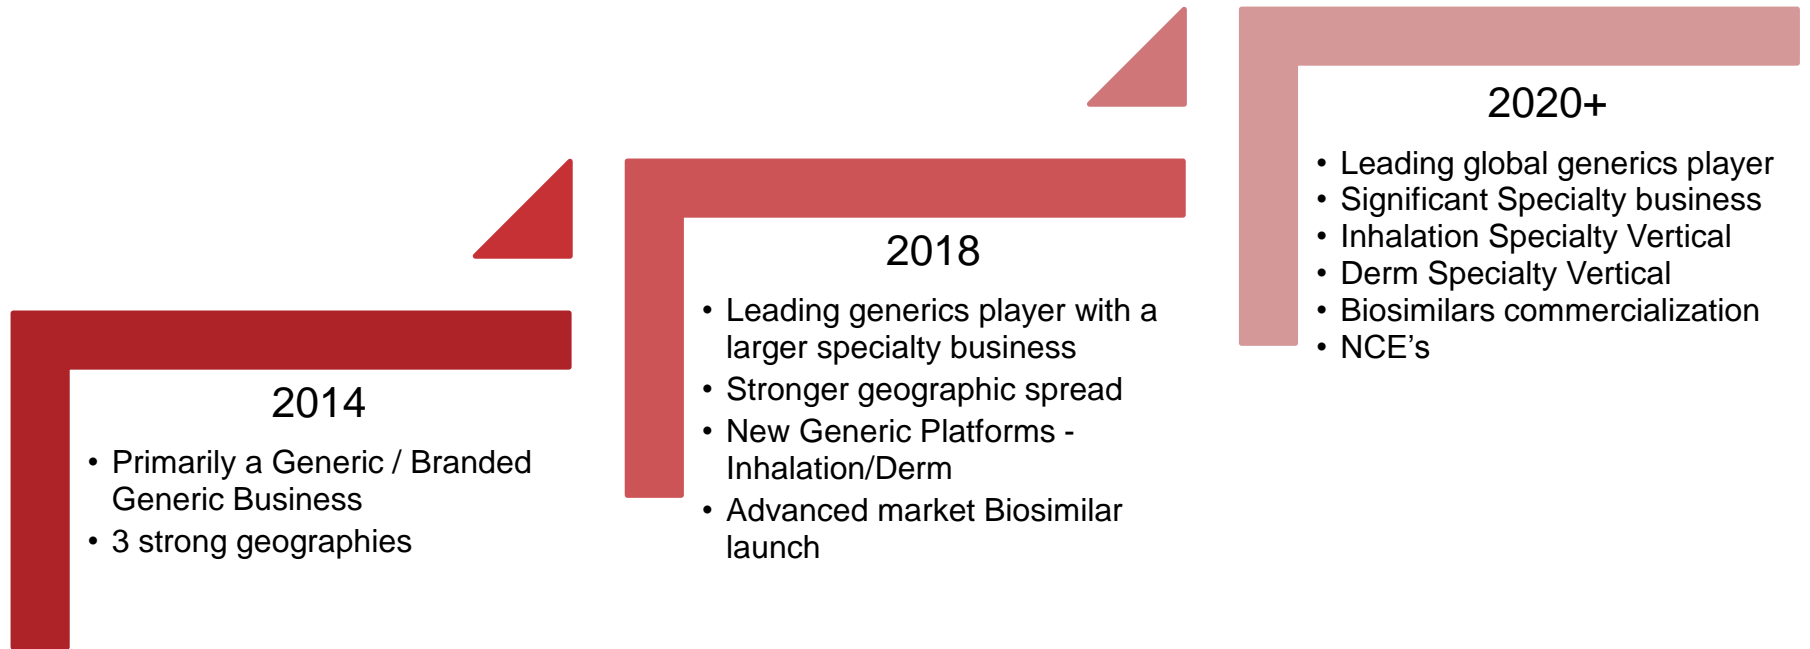 2014
• Primarily a Generic / Branded
Generic Business
• 3 strong geographies
2018
• Leading generics player with a
larger specialty business
• Stronger geographic spread
• New Generic Platforms -
Inhalation/Derm
• Advanced market Biosimilar
launch
2020+
• Leading global generics player
• Significant Specialty business
• Inhalation Specialty Vertical
• Derm Specialty Vertical
• Biosimilars commercialization
• NCE’s